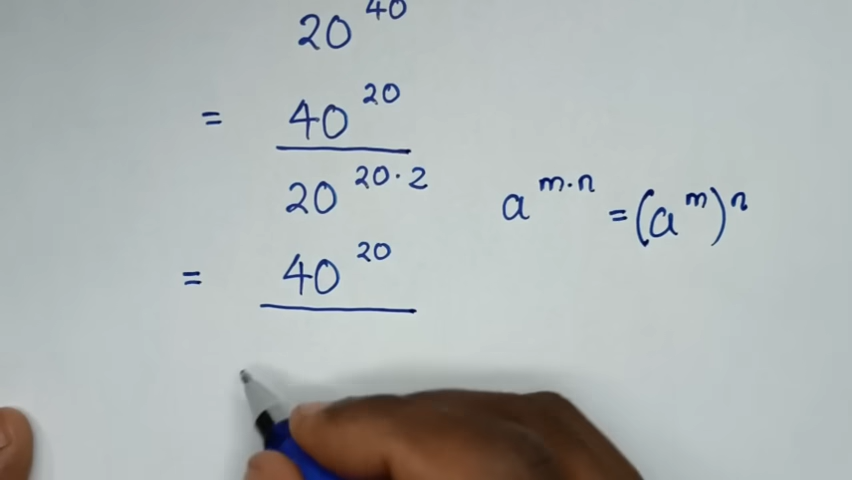 20^40
= 40^20
20^20·2
a^m·n = (a^m)^n
= 40^20